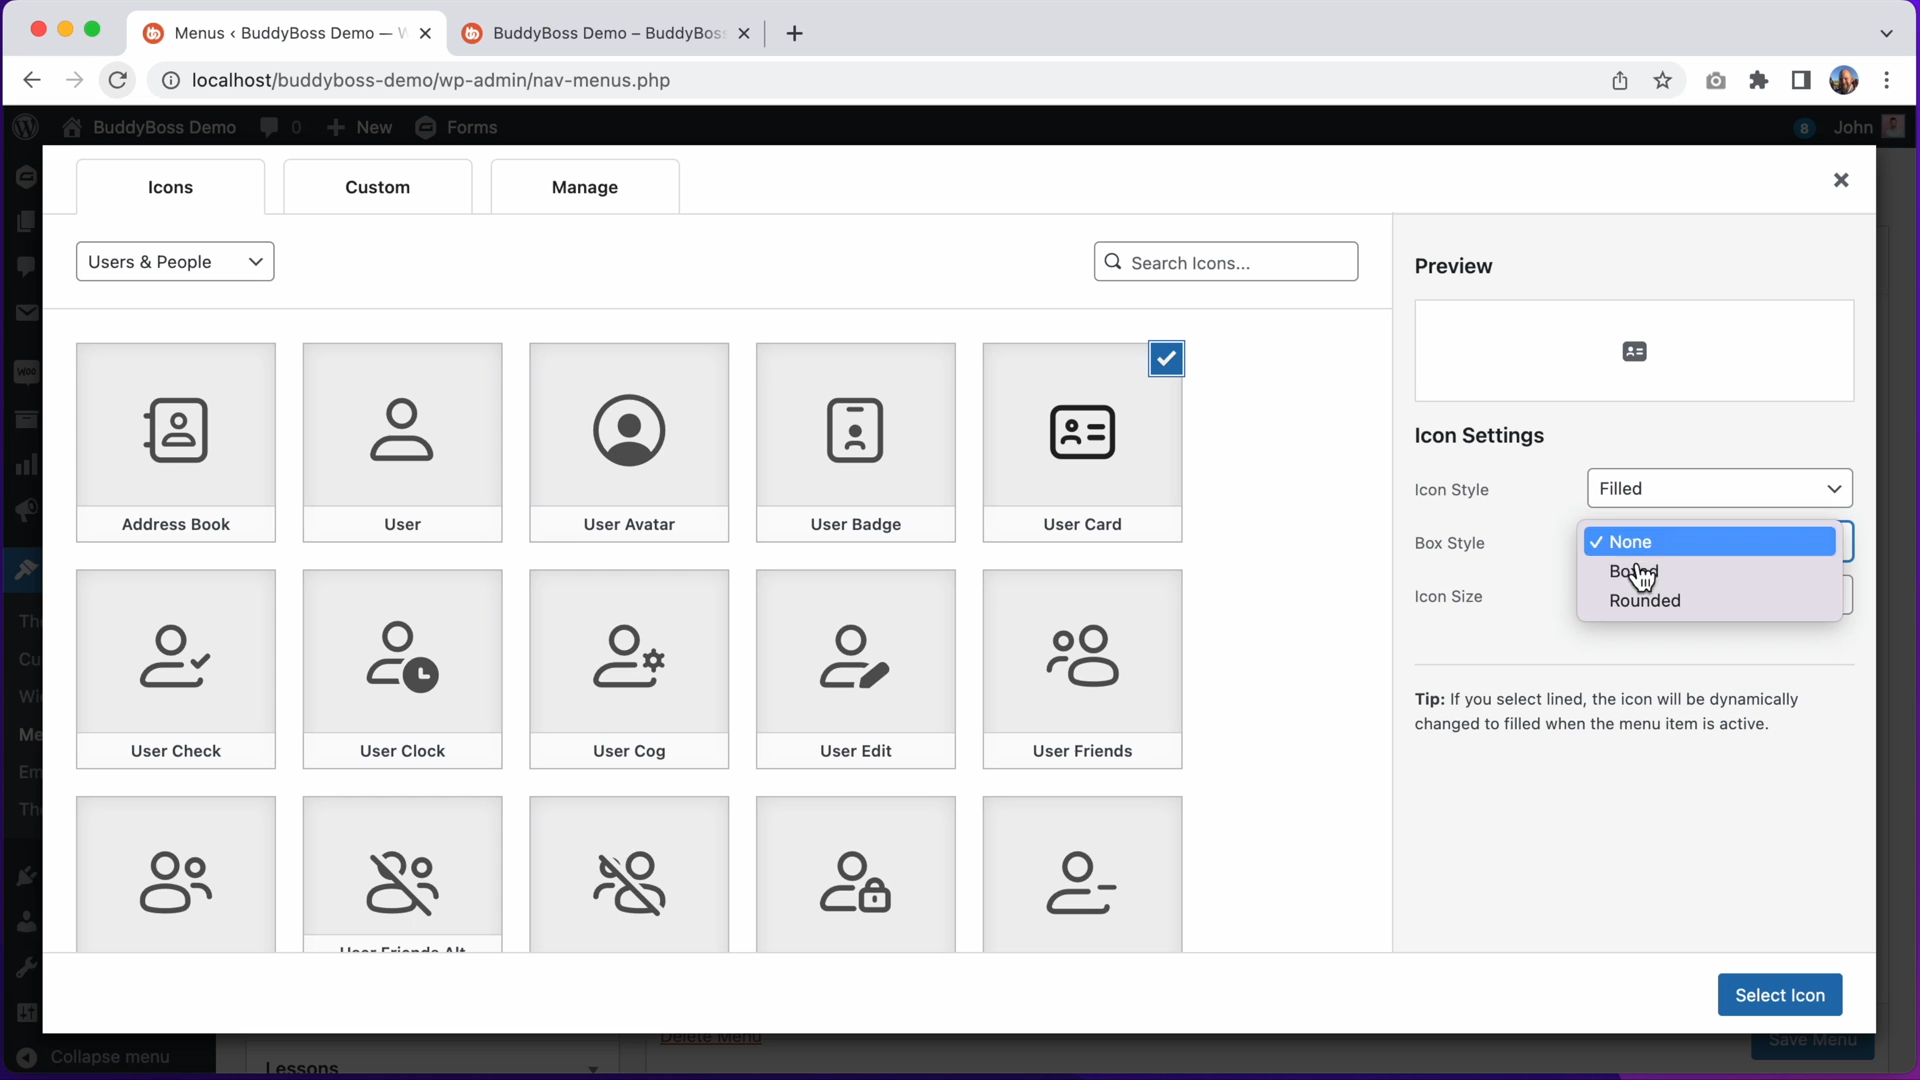 Menus ‹ BuddyBoss Demo —
BuddyBoss Demo –
localhost/buddyboss-demo/wp-admin/nav-menus.php
BuddyBoss Demo 0 New Forms 8 John
Icons Custom Manage
Users & People
Search Icons...
Address Book
User
User Avatar
User Badge
User Card
User Check
User Clock
User Cog
User Edit
User Friends
User Friends Alt
Preview
Icon Settings
Icon Style Filled
Box Style None
Rounded
Icon Size
Tip: If you select lined, the icon will be dynamically
changed to filled when the menu item is active.
Select Icon
WOO
Collapse menu
Lessons
Delete Menu
Save Menu